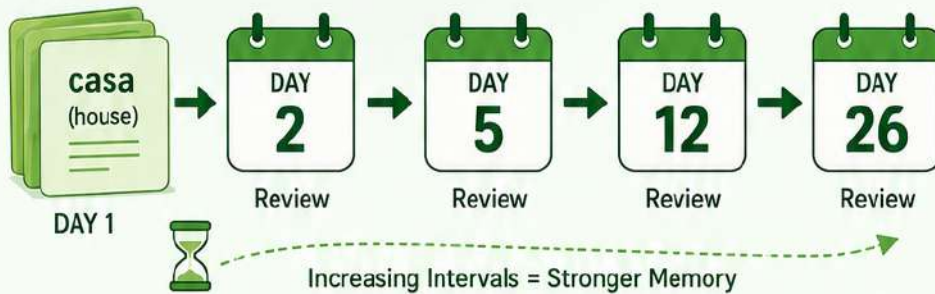 casa
(house)
DAY 1
DAY
2
Review
DAY
5
Review
DAY
12
Review
DAY
26
Review
Increasing Intervals = Stronger Memory